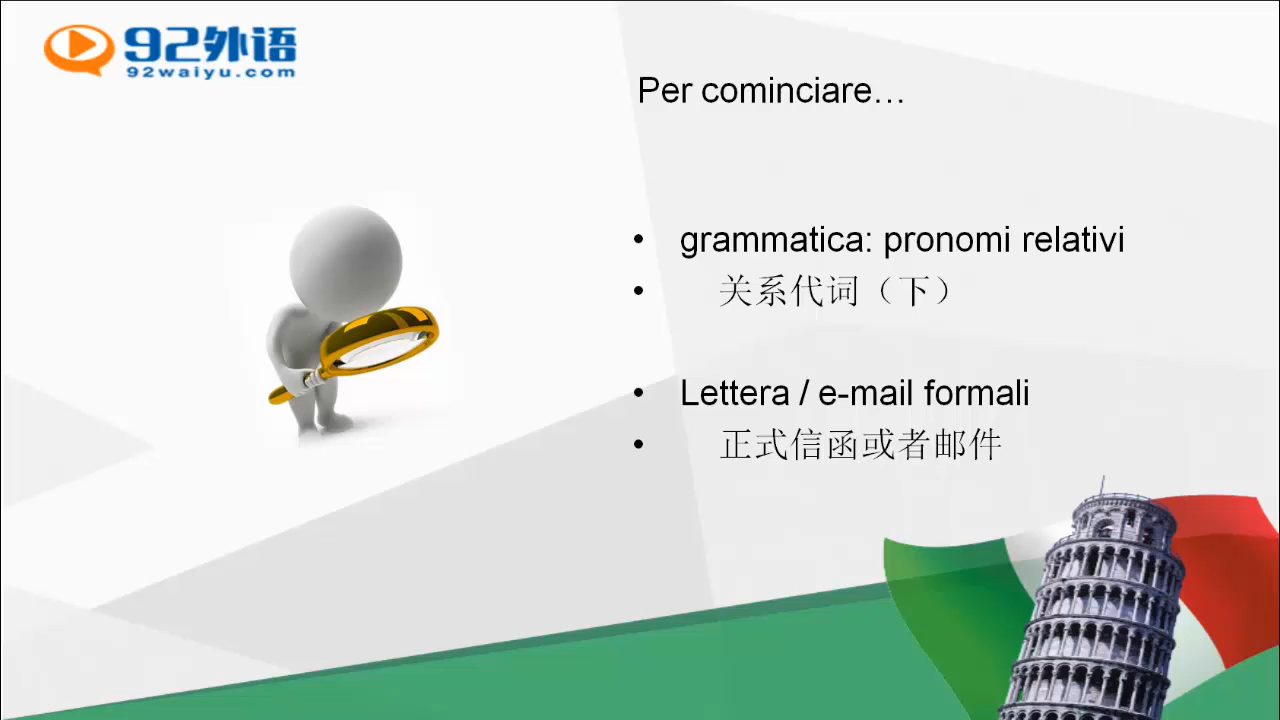 92外语
92waiyu.com
Per cominciare…
• grammatica: pronomi relativi
• 关系代词（下）
• Lettera / e-mail formali
• 正式信函或者邮件